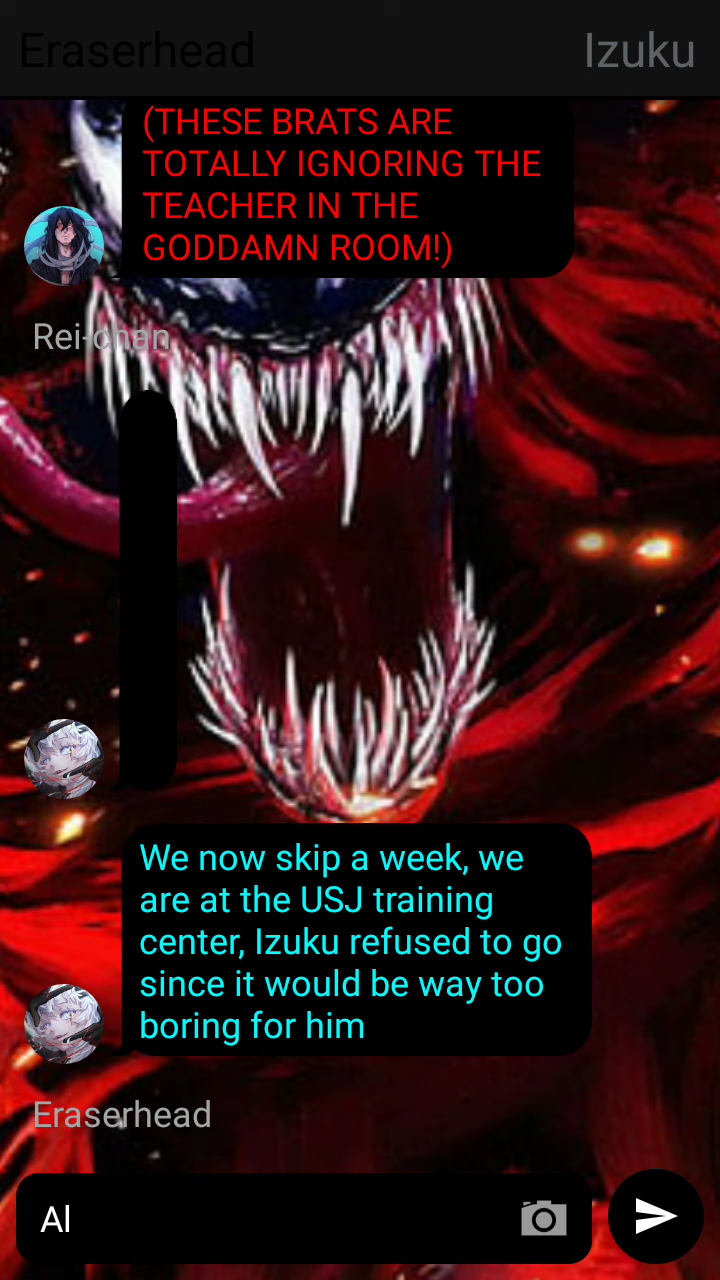 Eraserhead Izuku
(THESE BRATS ARE
TOTALLY IGNORING THE
TEACHER IN THE
GODDAMN ROOM!)
Rei-chan
We now skip a week, we
are at the USJ training
center, Izuku refused to go
since it would be way too
boring for him
Eraserhead
Al